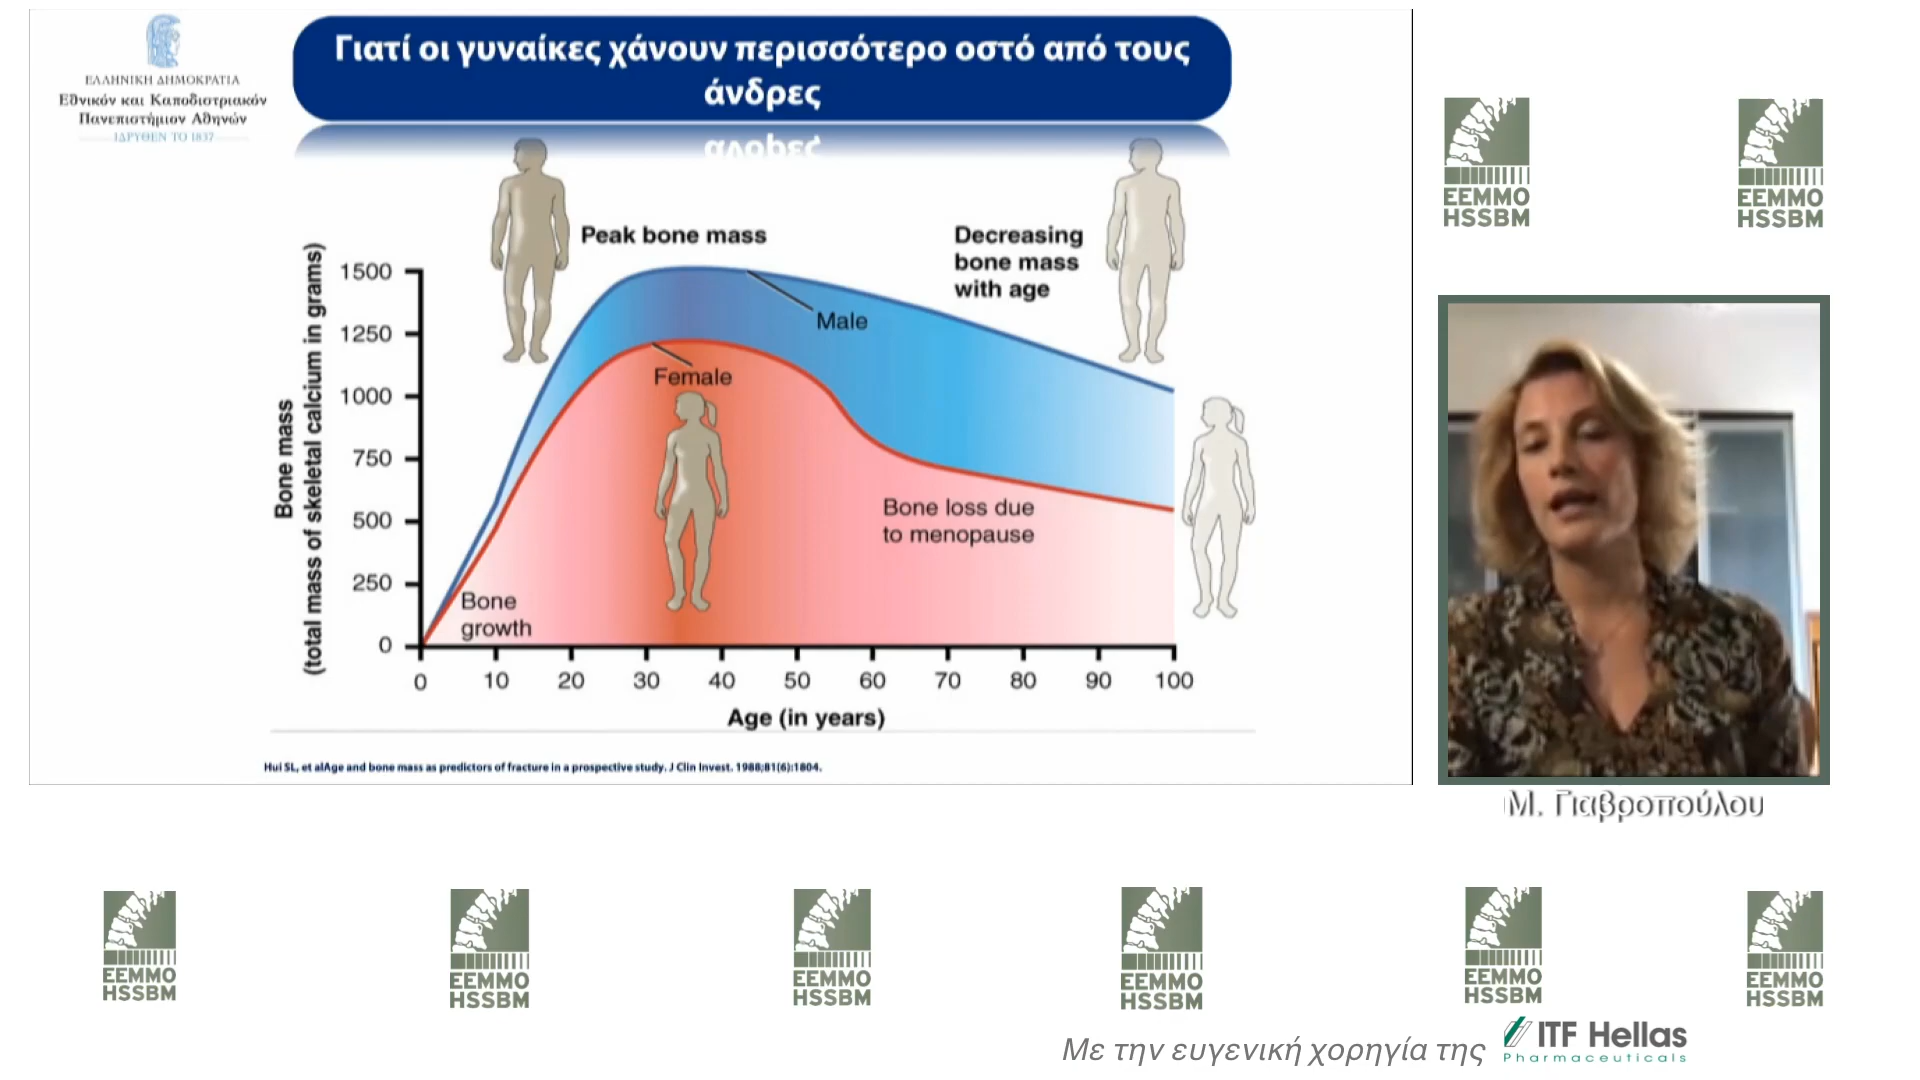 ΕΛΛΗΝΙΚΗ ΔΗΜΟΚΡΑΤΙΑ
Εθνικόν και Καποδιστριακόν
Πανεπιστήμιον Αθηνών
ΙΔΡΥΘΕΝ ΤΟ 1837
Γιατί οι γυναίκες χάνουν περισσότερο οστό από τους
άνδρες
Peak bone mass
Decreasing
bone mass
with age
Male
Female
Bone loss due
to menopause
Bone
growth
Bone mass
(total mass of skeletal calcium in grams)
1500
1250
1000
750
500
250
0
0 10 20 30 40 50 60 70 80 90 100
Age (in years)
Hui SL, et alAge and bone mass as predictors of fracture in a prospective study. J Clin Invest. 1988;81(6):1804.
EEMMO
HSSBM
EEMMO
HSSBM
Μ. Γιαβροπούλου
EEMMO
HSSBM
EEMMO
HSSBM
EEMMO
HSSBM
EEMMO
HSSBM
EEMMO
HSSBM
EEMMO
HSSBM
Με την ευγενική χορηγία της
ITF Hellas
Pharmaceuticals